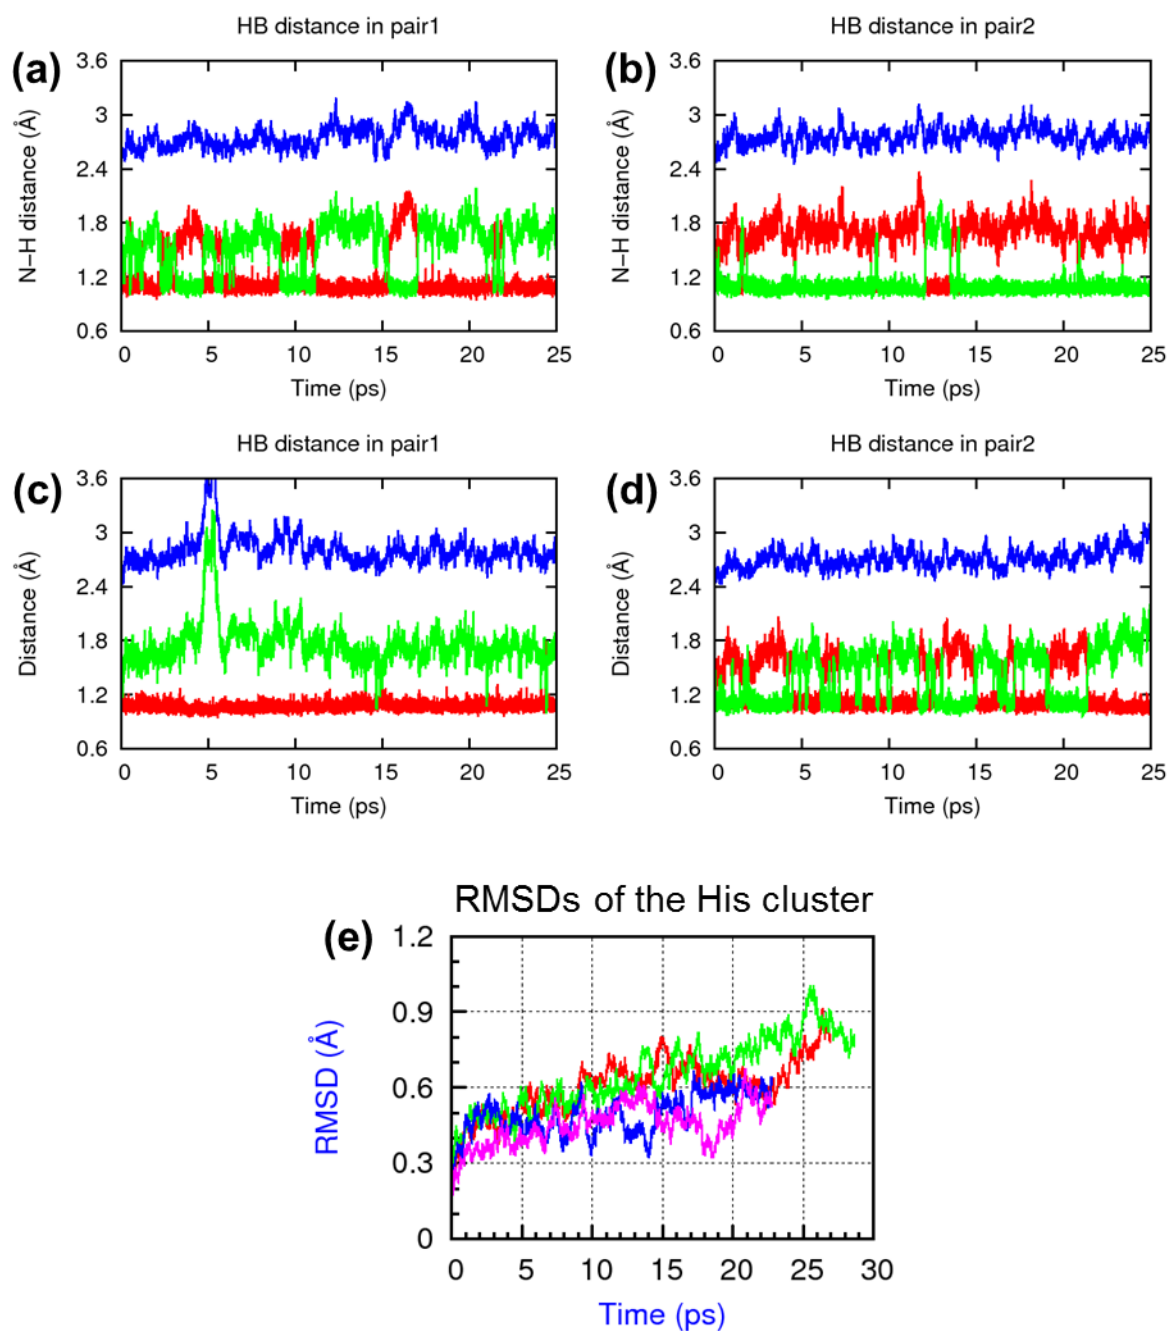 HB distance in pair1
(a)
N–H distance (Å)
3.6
3
2.4
1.8
1.2
0.6
0 5 10 15 20 25
Time (ps)
HB distance in pair2
(b)
N–H distance (Å)
3.6
3
2.4
1.8
1.2
0.6
0 5 10 15 20 25
Time (ps)
HB distance in pair1
(c)
Distance (Å)
3.6
3
2.4
1.8
1.2
0.6
0 5 10 15 20 25
Time (ps)
HB distance in pair2
(d)
Distance (Å)
3.6
3
2.4
1.8
1.2
0.6
0 5 10 15 20 25
Time (ps)
RMSDs of the His cluster
(e)
RMSD (Å)
1.2
0.9
0.6
0.3
0
0 5 10 15 20 25 30
Time (ps)